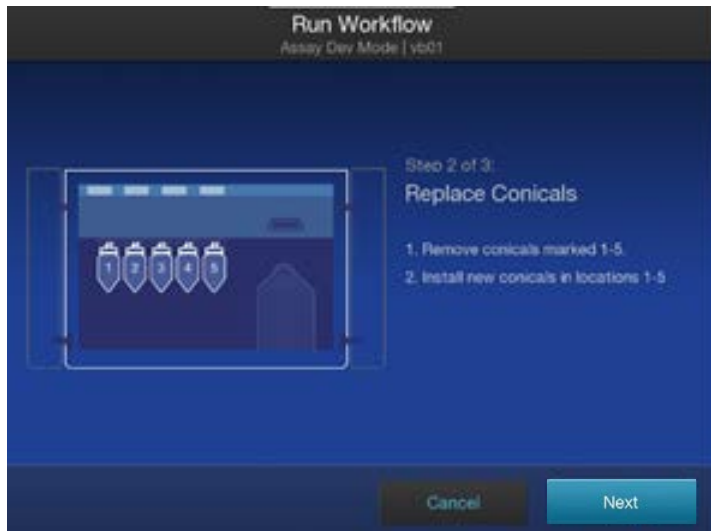 Run Workflow
Assay Dev Mode | vb01
Step 2 of 3:
Replace Conicals
1. Remove conicals marked 1-5.
2. Install new conicals in locations 1-5
1 2 3 4 5
Cancel
Next